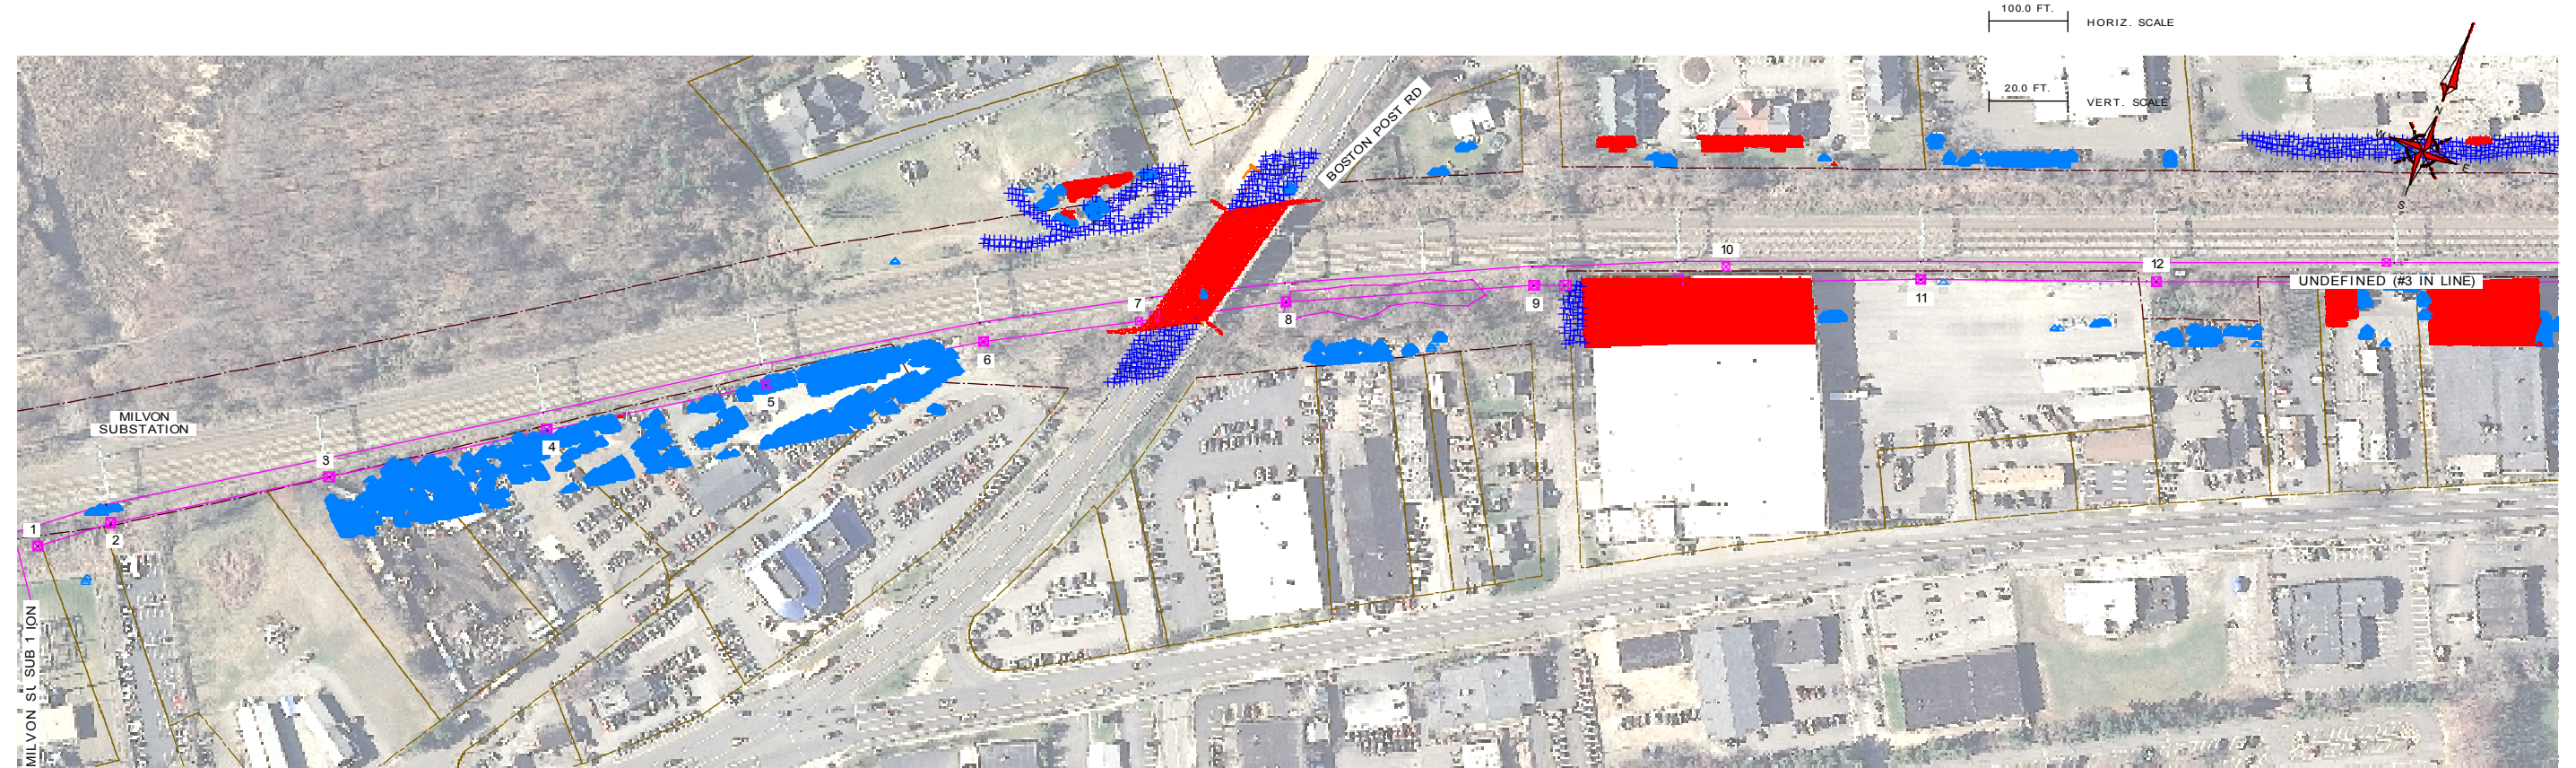 100.0 FT.
HORIZ. SCALE
20.0 FT.
VERT. SCALE
BOSTON POST RD
N
W
E
S
10
12
UNDEFINED (#3 IN LINE)
7
9
11
8
6
5
MILVON
SUBSTATION
4
3
1
2
MILVON SUB 1 ION